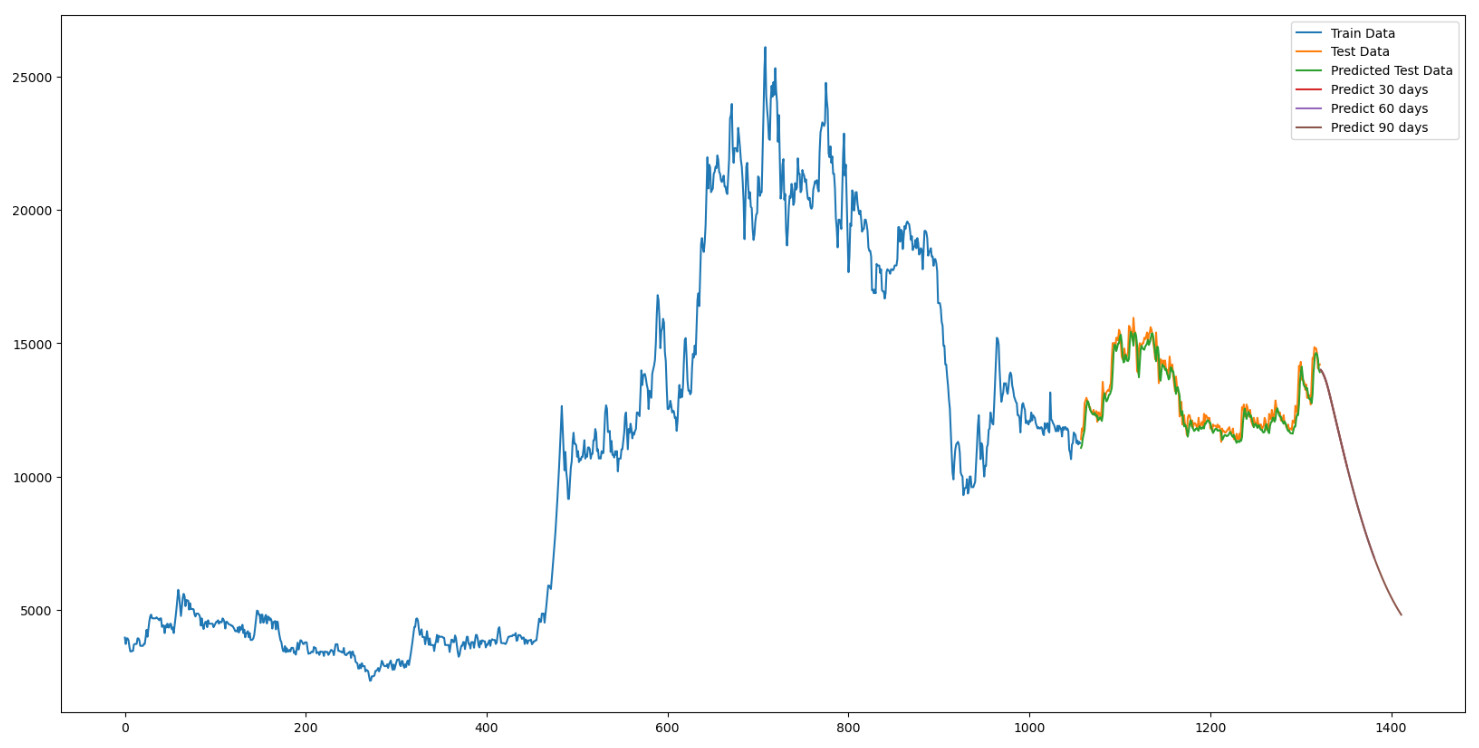 Train Data
Test Data
Predicted Test Data
Predict 30 days
Predict 60 days
Predict 90 days
25000
20000
15000
10000
5000
0
200
400
600
800
1000
1200
1400